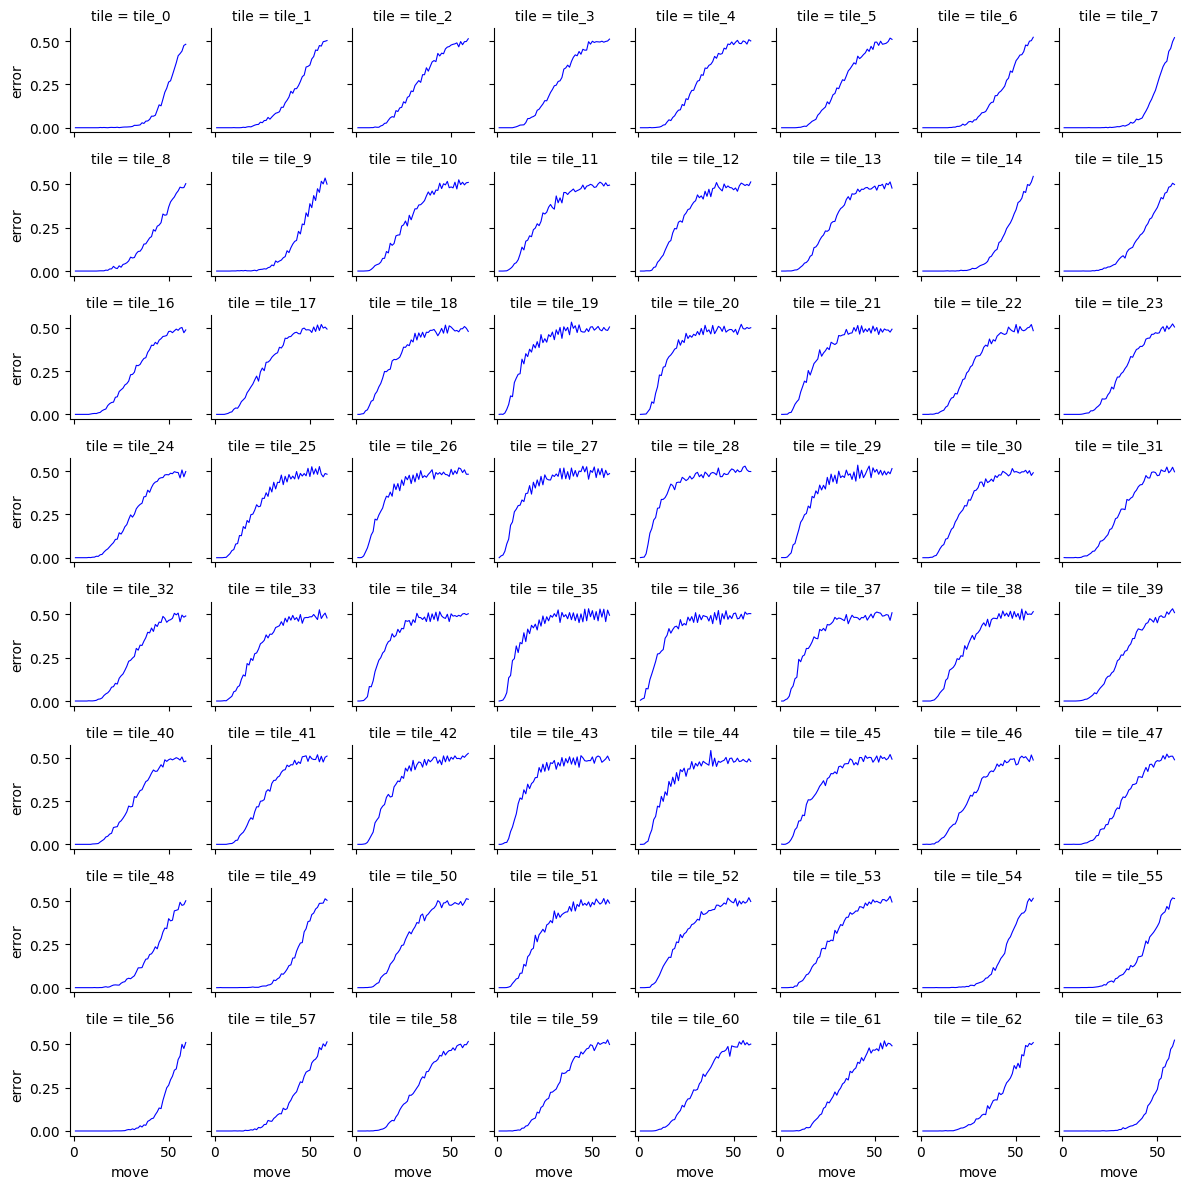 tile = tile_0 tile = tile_1 tile = tile_2 tile = tile_3 tile = tile_4 tile = tile_5 tile = tile_6 tile = tile_7
0.50
0.25
0.00
error
tile = tile_8 tile = tile_9 tile = tile_10 tile = tile_11 tile = tile_12 tile = tile_13 tile = tile_14 tile = tile_15
0.50
0.25
0.00
error
tile = tile_16 tile = tile_17 tile = tile_18 tile = tile_19 tile = tile_20 tile = tile_21 tile = tile_22 tile = tile_23
0.50
0.25
0.00
error
tile = tile_24 tile = tile_25 tile = tile_26 tile = tile_27 tile = tile_28 tile = tile_29 tile = tile_30 tile = tile_31
0.50
0.25
0.00
error
tile = tile_32 tile = tile_33 tile = tile_34 tile = tile_35 tile = tile_36 tile = tile_37 tile = tile_38 tile = tile_39
0.50
0.25
0.00
error
tile = tile_40 tile = tile_41 tile = tile_42 tile = tile_43 tile = tile_44 tile = tile_45 tile = tile_46 tile = tile_47
0.50
0.25
0.00
error
tile = tile_48 tile = tile_49 tile = tile_50 tile = tile_51 tile = tile_52 tile = tile_53 tile = tile_54 tile = tile_55
0.50
0.25
0.00
error
tile = tile_56 tile = tile_57 tile = tile_58 tile = tile_59 tile = tile_60 tile = tile_61 tile = tile_62 tile = tile_63
0.50
0.25
0.00
error
0 50 0 50 0 50 0 50 0 50 0 50 0 50 0 50
move move move move move move move move